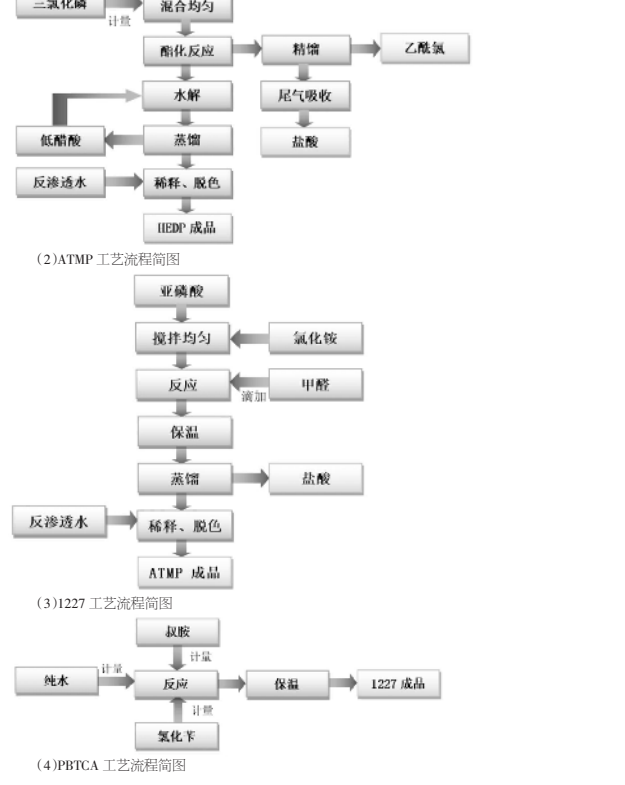 三氯化磷 混合均匀
计量
酯化反应 精馏 乙酰氯
水解 尾气吸收
低醋酸 蒸馏 盐酸
反渗透水 稀释、脱色
HEDP 成品
(2)ATMP 工艺流程简图
亚磷酸
搅拌均匀 氯化铵
反应 甲醛
滴加
保温
蒸馏 盐酸
反渗透水 稀释、脱色
ATMP 成品
(3)1227 工艺流程简图
叔胺
计量
纯水 计量 反应 保温 1227 成品
计量
氯化苄
(4)PBTCA 工艺流程简图